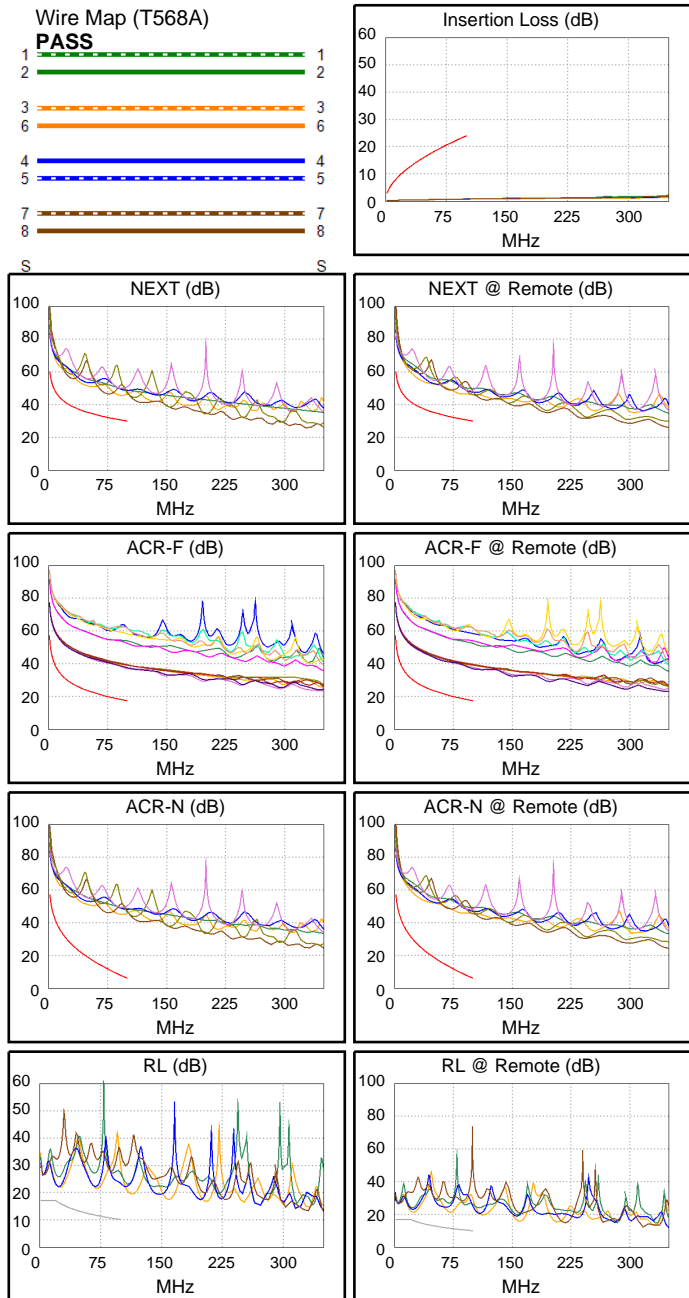 Wire Map (T568A)
PASS
1 1
2 2
3 3
6 6
4 4
5 5
7 7
8 8
S S
Insertion Loss (dB)
60
50
40
30
20
10
0
0 75 150 225 300
MHz
NEXT (dB)
100
80
60
40
20
0
0 75 150 225 300
MHz
NEXT @ Remote (dB)
100
80
60
40
20
0
0 75 150 225 300
MHz
ACR-F (dB)
100
80
60
40
20
0
0 75 150 225 300
MHz
ACR-F @ Remote (dB)
100
80
60
40
20
0
0 75 150 225 300
MHz
ACR-N (dB)
100
80
60
40
20
0
0 75 150 225 300
MHz
ACR-N @ Remote (dB)
100
80
60
40
20
0
0 75 150 225 300
MHz
RL (dB)
60
50
40
30
20
10
0
0 75 150 225 300
MHz
RL @ Remote (dB)
100
80
60
40
20
0
0 75 150 225 300
MHz